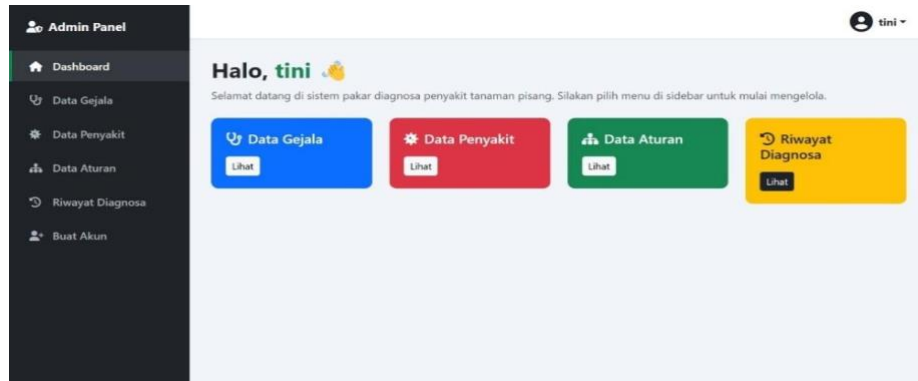 Admin Panel
tini
Dashboard
Data Gejala
Data Penyakit
Data Aturan
Riwayat Diagnosa
Buat Akun
Halo, tini 👋
Selamat datang di sistem pakar diagnosa penyakit tanaman pisang. Silakan pilih menu di sidebar untuk mulai mengelola.
Data Gejala
Lihat
Data Penyakit
Lihat
Data Aturan
Lihat
Riwayat
Diagnosa
Lihat